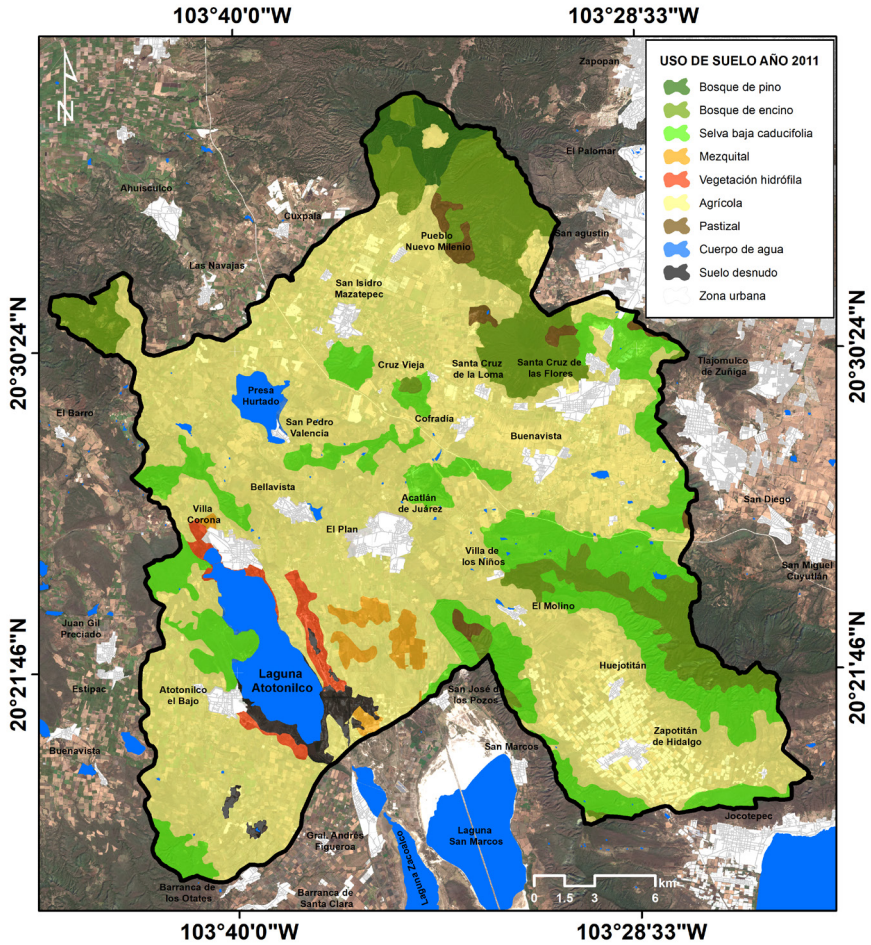 103°40'0"W
103°28'33"W
USO DE SUELO AÑO 2011
Bosque de pino
Bosque de encino
Selva baja caducifolia
Mezquital
Vegetación hidrófila
Agrícola
Pastizal
Cuerpo de agua
Suelo desnudo
Zona urbana
N
Zapopan
El Palomar
Ahuisculco
Cuxpala
Pueblo
Nuevo Milenio
San agustin
Las Navajas
San Isidro
Mazatepec
20°30'24"N
20°30'24"N
Cruz Vieja
Santa Cruz
de la Loma
Santa Cruz de
las Flores
Tlajomulco
de Zuñiga
Presa
Hurtado
El Barro
San Pedro
Valencia
Cofradía
Buenavista
Bellavista
Acatlán
de Juárez
San Diego
Villa
Corona
El Plan
Villa de
los Niños
San Miguel
Cuyutlán
El Molino
Juan Gil
Preciado
20°21'46"N
20°21'46"N
Huejotitán
Laguna
Atotonilco
Estipac
Atotonilco
el Bajo
San José d
los Pozos
Zapotitán
de Hidalgo
Buenavista
San Marcos
Jocotepec
Gral. Andrés
Figueroa
Laguna Zacoalco
Laguna
San Marcos
Barranca de
los Otates
Barranca de
Santa Clara
km
0 1.5 3 6
103°40'0"W
103°28'33"W